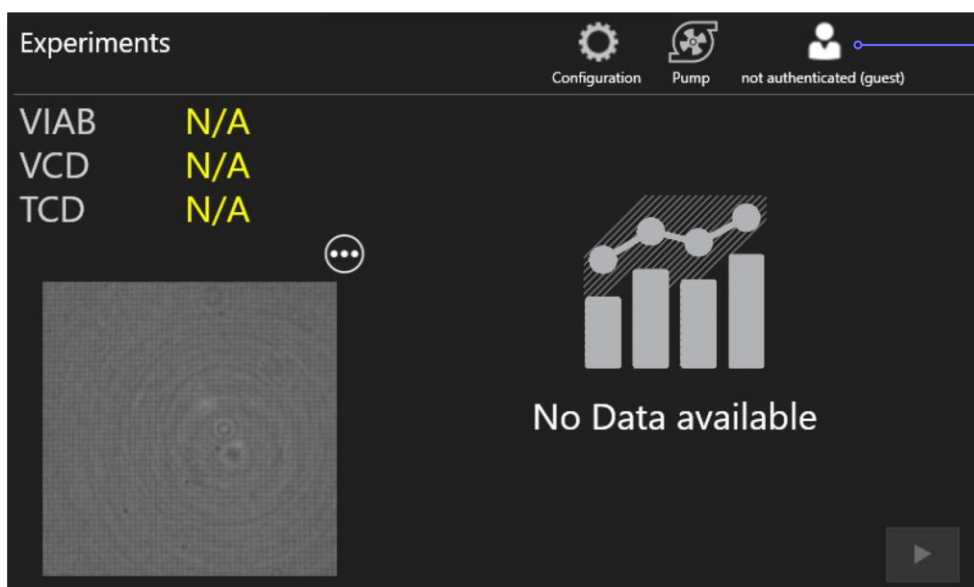 Experiments
Configuration
Pump
not authenticated (guest)
VIAB N/A
VCD N/A
TCD N/A
No Data available